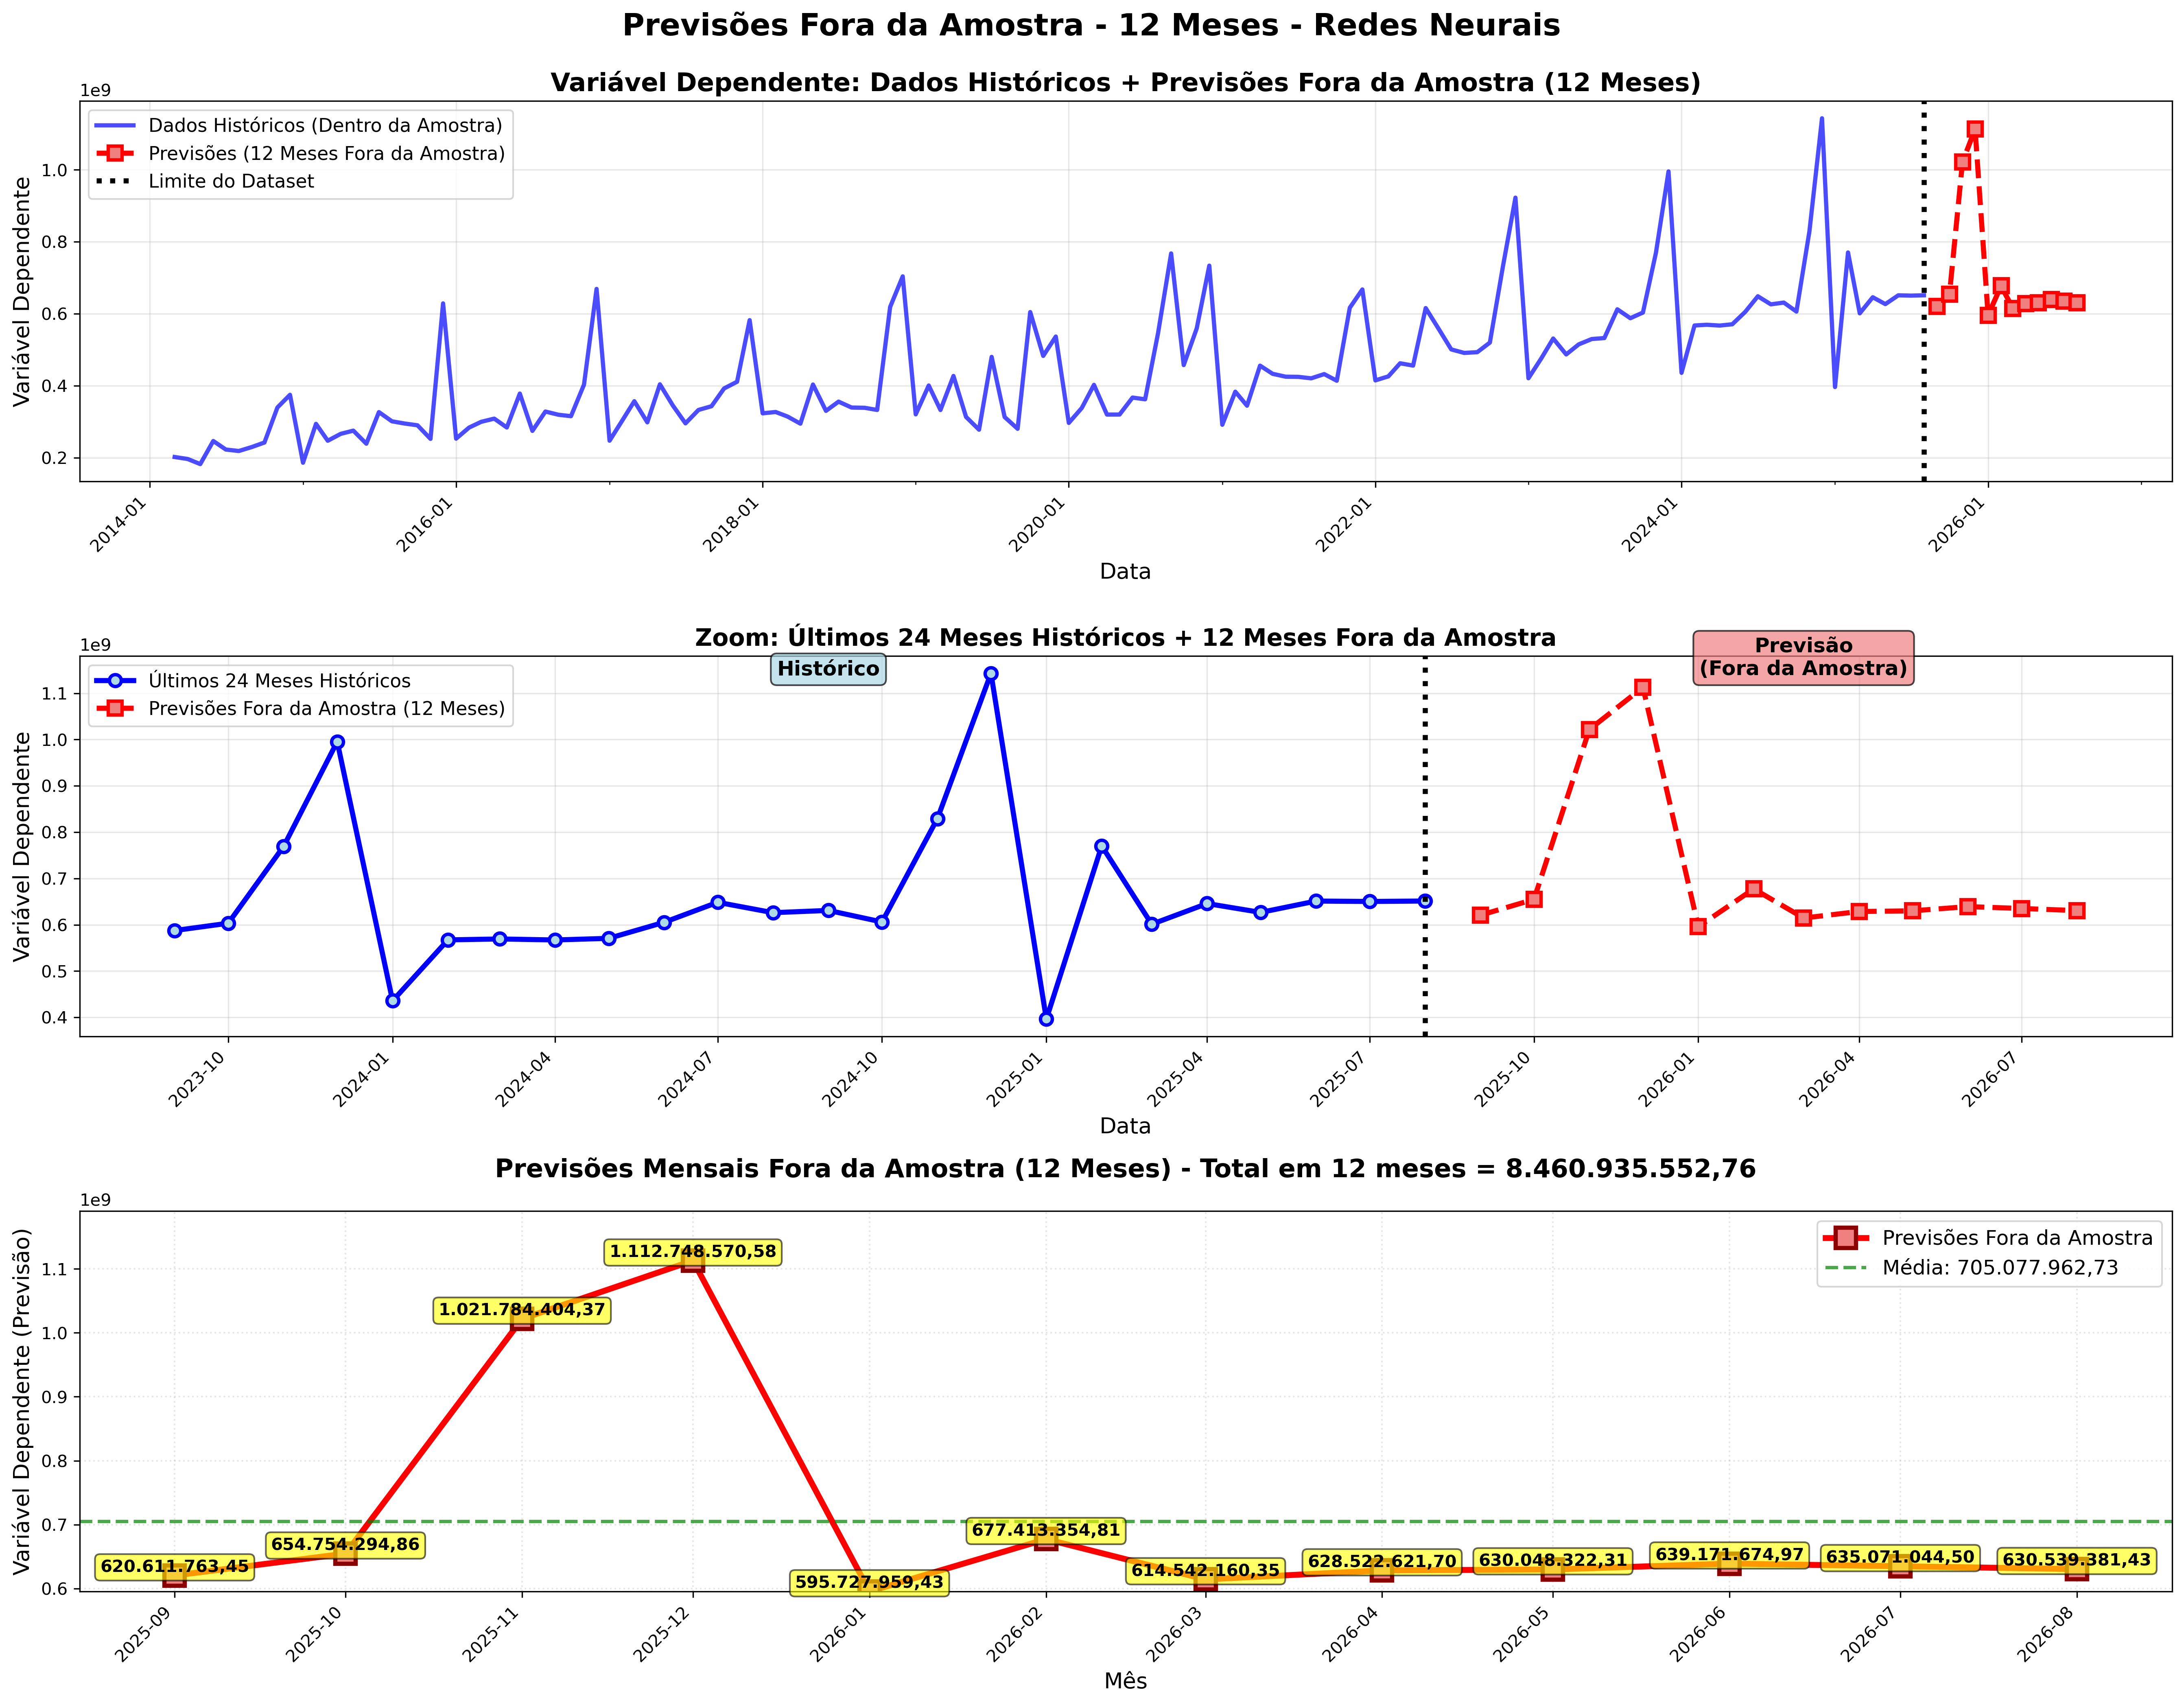 Previsões Fora da Amostra - 12 Meses - Redes Neurais
Variável Dependente: Dados Históricos + Previsões Fora da Amostra (12 Meses)
1e9
Dados Históricos (Dentro da Amostra)
Previsões (12 Meses Fora da Amostra)
Limite do Dataset
Variável Dependente
1.0
0.8
0.6
0.4
0.2
2014-01
2016-01
2018-01
2020-01
2022-01
2024-01
2026-01
Data
Zoom: Últimos 24 Meses Históricos + 12 Meses Fora da Amostra
1e9
Últimos 24 Meses Históricos
Previsões Fora da Amostra (12 Meses)
Histórico
Previsão
(Fora da Amostra)
Variável Dependente
1.1
1.0
0.9
0.8
0.7
0.6
0.5
0.4
2023-10
2024-01
2024-04
2024-07
2024-10
2025-01
2025-04
2025-07
2025-10
2026-01
2026-04
2026-07
Data
Previsões Mensais Fora da Amostra (12 Meses) - Total em 12 meses = 8.460.935.552,76
1e9
Previsões Fora da Amostra
Média: 705.077.962,73
Variável Dependente (Previsão)
1.1
1.0
0.9
0.8
0.7
0.6
620.611.763,45
654.754.294,86
1.021.784.404,37
1.112.748.570,58
595.727.959,43
677.413.354,81
614.542.160,35
628.522.621,70
630.048.322,31
639.171.674,97
635.071.044,50
630.539.381,43
2025-09
2025-10
2025-11
2025-12
2026-01
2026-02
2026-03
2026-04
2026-05
2026-06
2026-07
2026-08
Mês